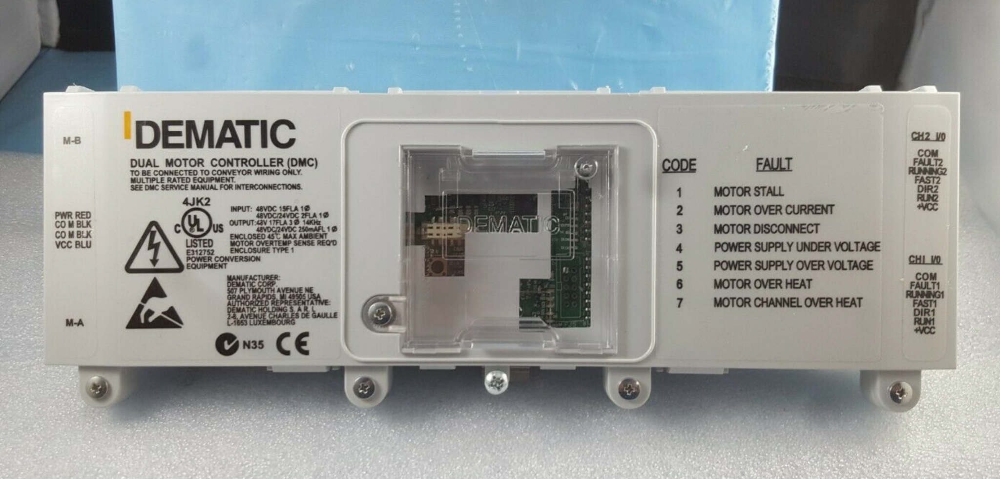 M-B
PWR RED
COM BLK
COM BLK
VCC BLU
M-A
DEMATIC
DUAL MOTOR CONTROLLER (DMC)
TO BE CONNECTED TO CONVEYOR WIRING ONLY.
MULTIPLE RATED EQUIPMENT.
SEE DMC SERVICE MANUAL FOR INTERCONNECTIONS.
4JK2
C UL US
LISTED
E312752
POWER CONVERSION
EQUIPMENT
INPUT: 48VDC 15FLA 1Ø
48VDC/24VDC 2FLA 1Ø
OUTPUT: 48V 17FLA 3Ø 14KHz
48VDC/24VDC 250mAFL 1Ø
ENCLOSED 45°C MAX AMBIENT
MOTOR OVERTEMP SENSE REQ'D
ENCLOSURE TYPE 1
MANUFACTURER:
DEMATIC CORP.
507 PLYMOUTH AVENUE NE
GRAND RAPIDS, MI 49505 USA
AUTHORIZED REPRESENTATIVE:
DEMATIC HOLDING S.A R.L
2-8, AVENUE CHARLES DE GAULLE
L-1653 LUXEMBOURG
N35 CE
DEMATIC
CODE FAULT
1 MOTOR STALL
2 MOTOR OVER CURRENT
3 MOTOR DISCONNECT
4 POWER SUPPLY UNDER VOLTAGE
5 POWER SUPPLY OVER VOLTAGE
6 MOTOR OVER HEAT
7 MOTOR CHANNEL OVER HEAT
CH2 I/0
COM
FAULT2
RUNNING2
FAST2
DIR2
RUN2
+VCC
CH1 I/0
COM
FAULT1
RUNNING1
FAST1
DIR1
RUN1
+VCC